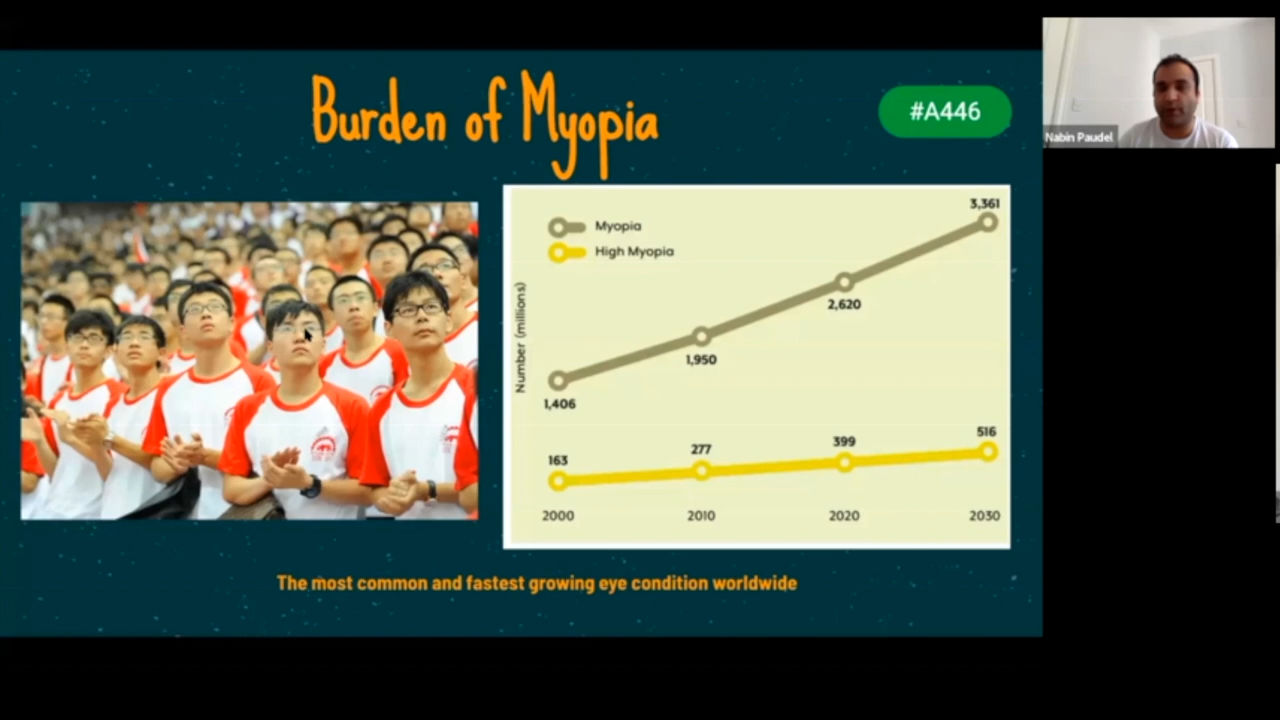 Burden of Myopia
#A446
Nabin Paudel
Myopia
High Myopia
Number (millions)
3,361
2,620
1,950
1,406
516
399
277
163
2000 2010 2020 2030
The most common and fastest growing eye condition worldwide